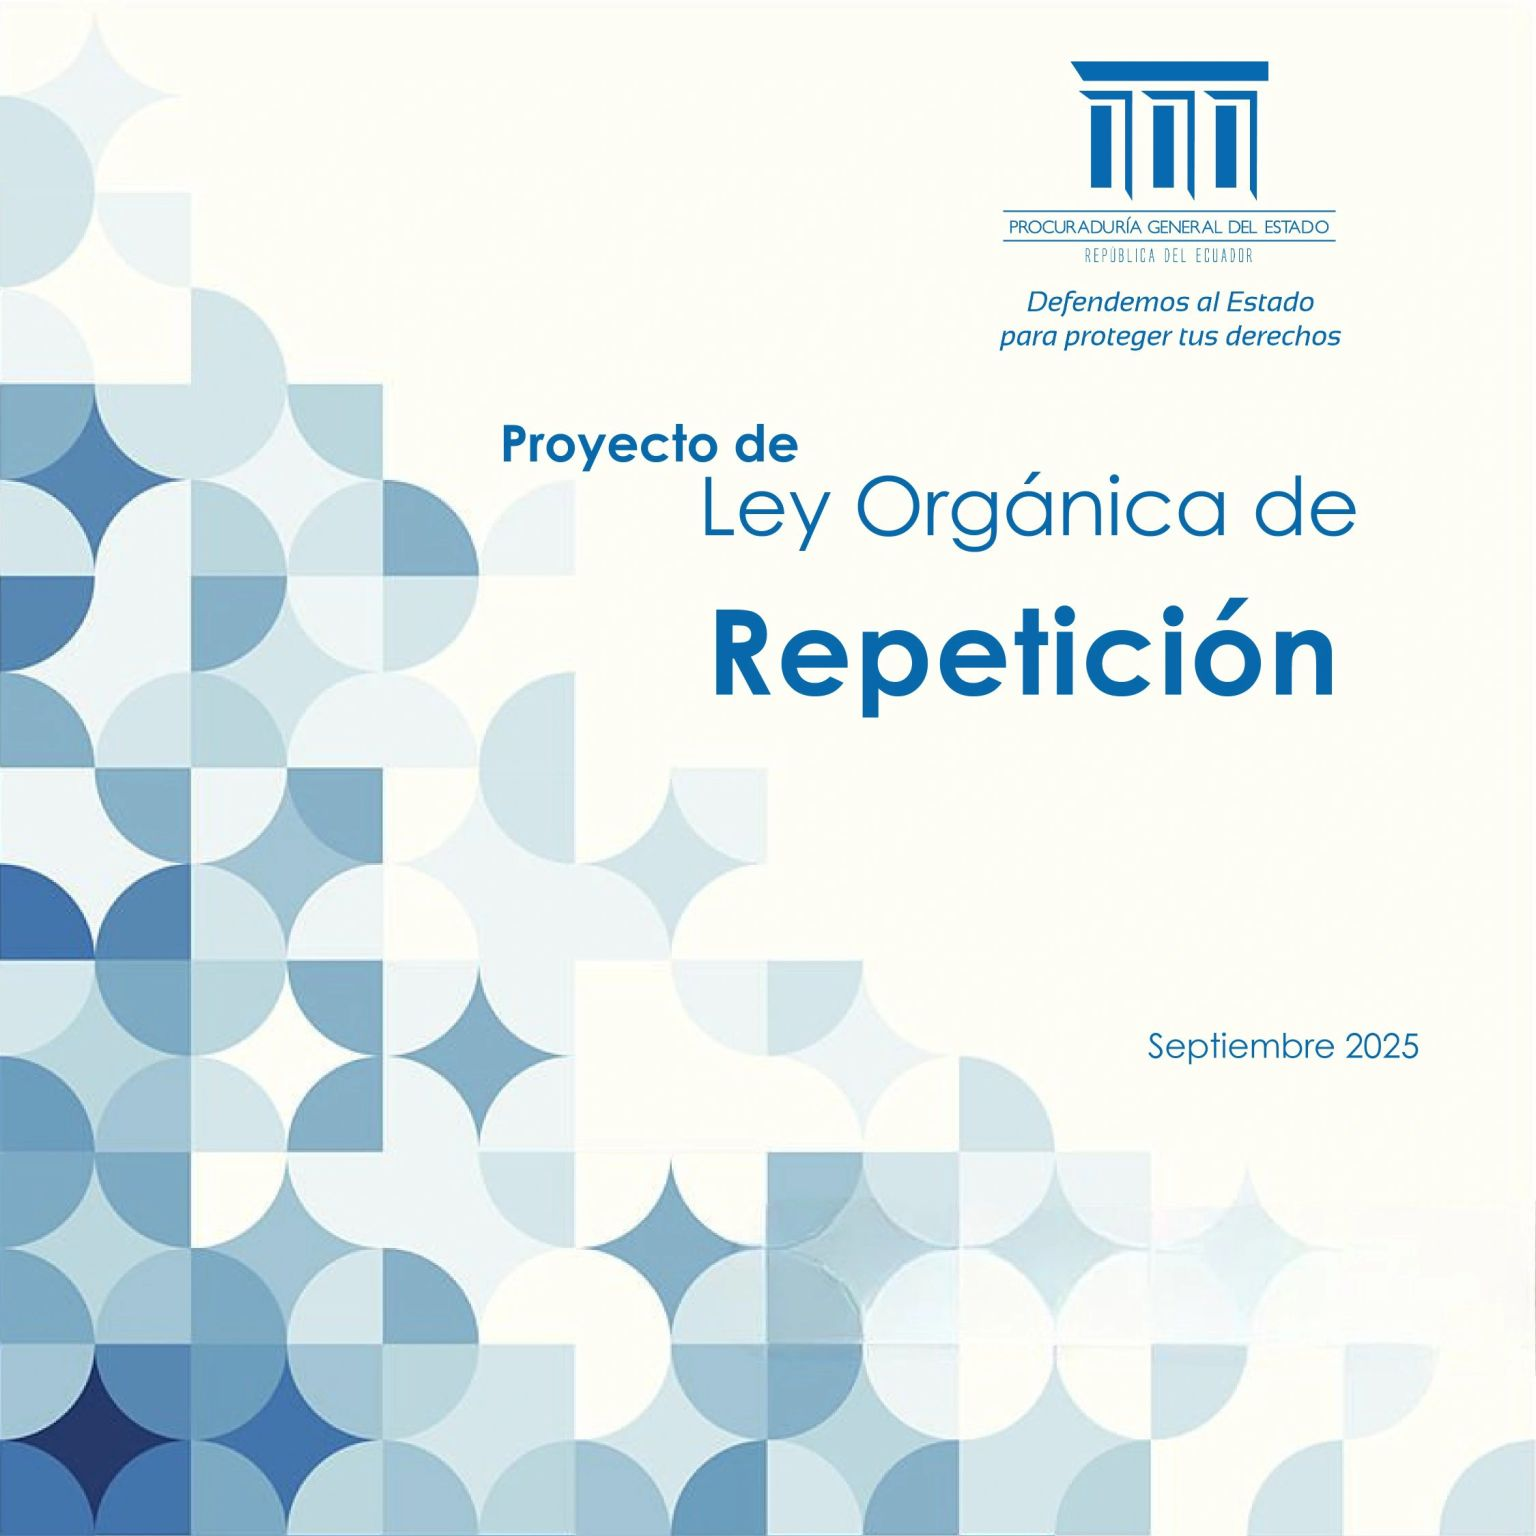 PROCURADURÍA GENERAL DEL ESTADO
REPÚBLICA DEL ECUADOR
Defendemos al Estado
para proteger tus derechos
Proyecto de
Ley Orgánica de
Repetición
Septiembre 2025